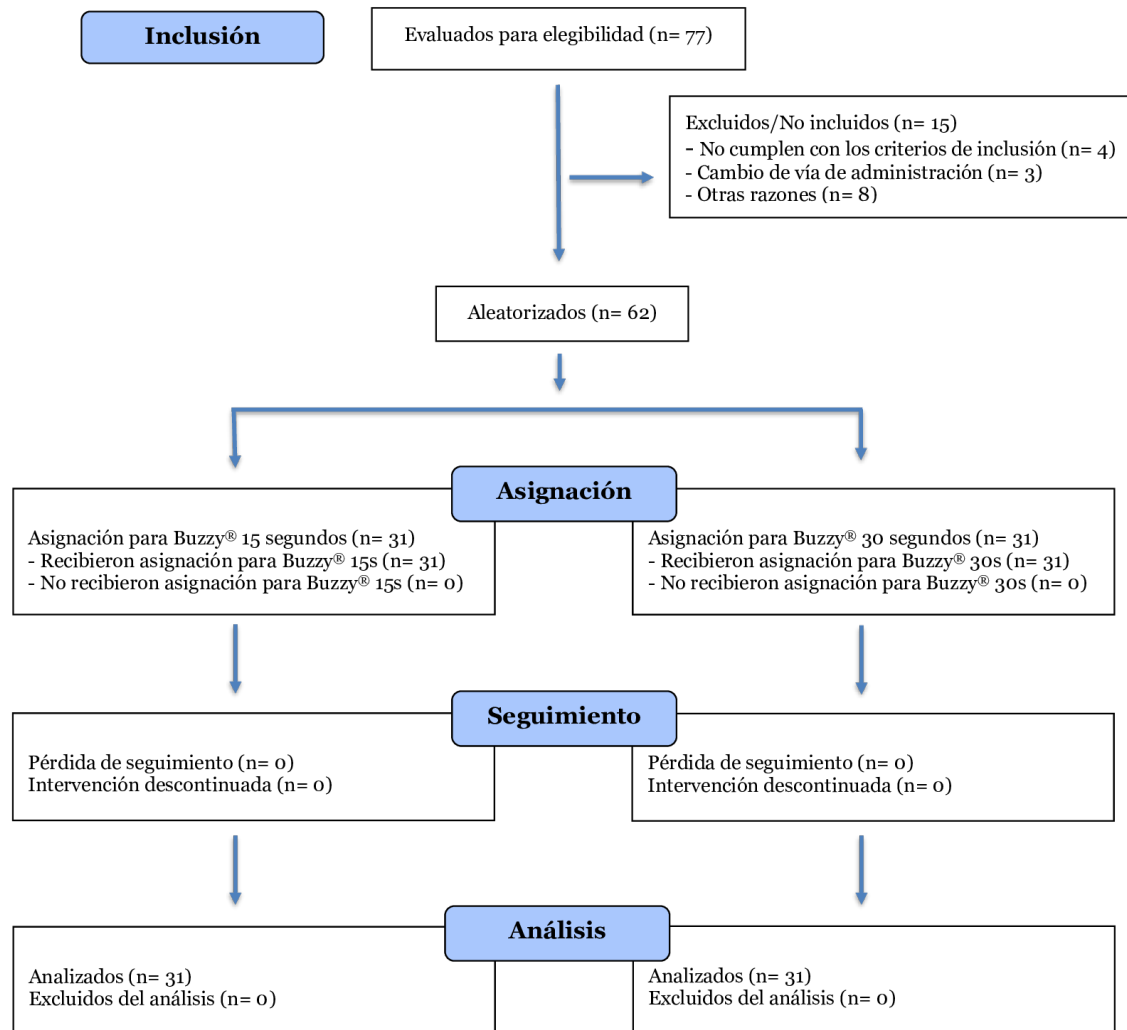 Inclusión
Evaluados para elegibilidad (n= 77)
Excluidos/No incluidos (n= 15)
- No cumplen con los criterios de inclusión (n= 4)
- Cambio de vía de administración (n= 3)
- Otras razones (n= 8)
Aleatorizados (n= 62)
Asignación
Asignación para Buzzy® 15 segundos (n= 31)
- Recibieron asignación para Buzzy® 15s (n= 31)
- No recibieron asignación para Buzzy® 15s (n= 0)
Asignación para Buzzy® 30 segundos (n= 31)
- Recibieron asignación para Buzzy® 30s (n= 31)
- No recibieron asignación para Buzzy® 30s (n= 0)
Seguimiento
Pérdida de seguimiento (n= 0)
Intervención descontinuada (n= 0)
Pérdida de seguimiento (n= 0)
Intervención descontinuada (n= 0)
Análisis
Analizados (n= 31)
Excluidos del análisis (n= 0)
Analizados (n= 31)
Excluidos del análisis (n= 0)